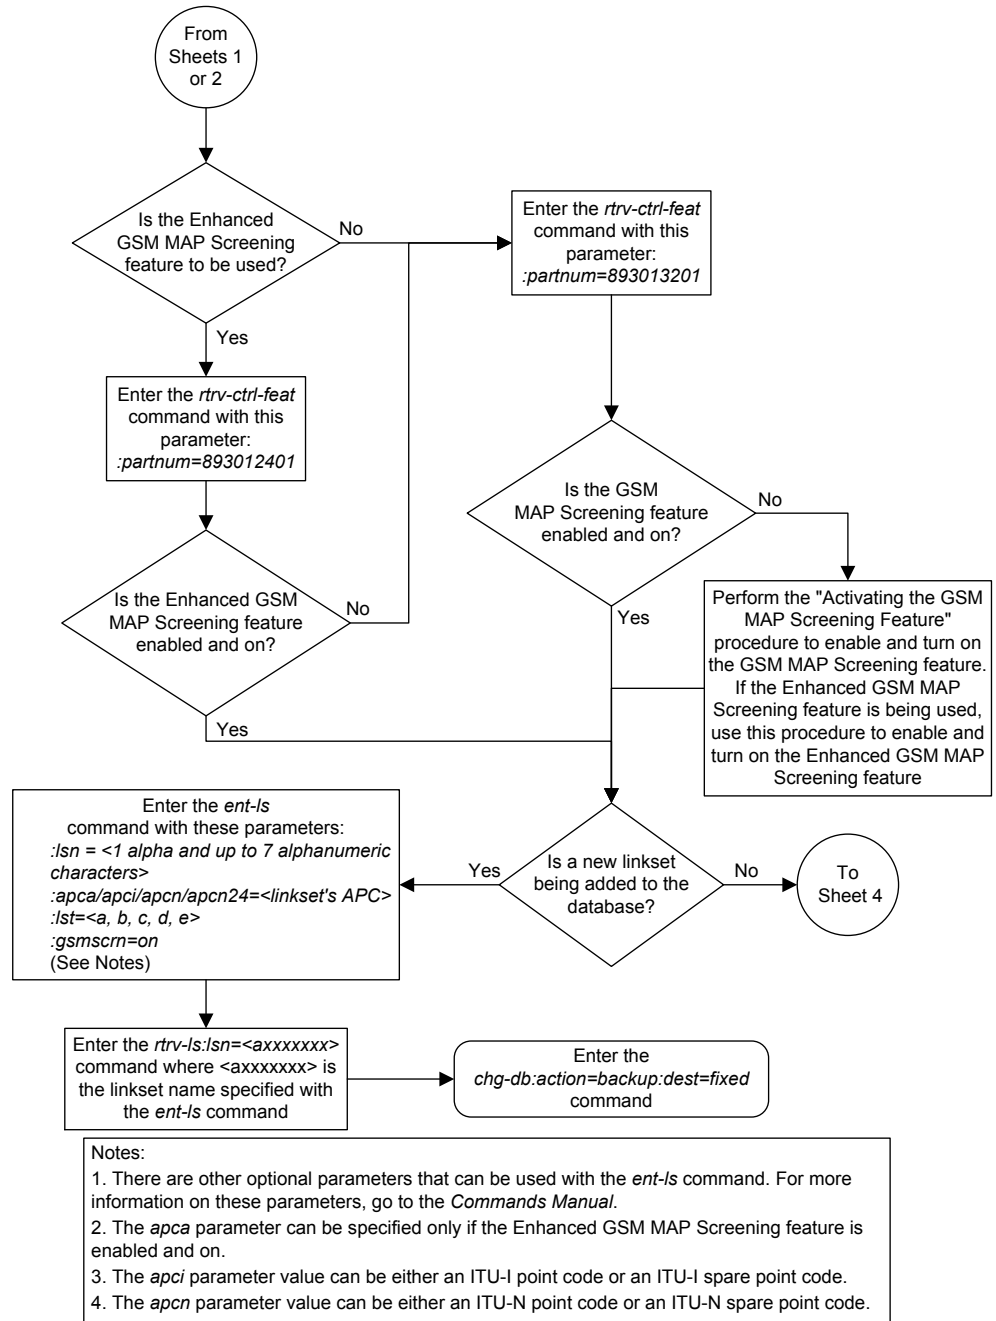 From
Sheets 1
or 2
Is the Enhanced
GSM MAP Screening
feature to be used?
No
Yes
Enter the rtrv-ctrl-feat
command with this
parameter:
:partnum=893013201
Enter the rtrv-ctrl-feat
command with this
parameter:
:partnum=893012401
Is the GSM
MAP Screening feature
enabled and on?
No
Yes
Is the Enhanced GSM
MAP Screening feature
enabled and on?
No
Yes
Perform the "Activating the GSM
MAP Screening Feature"
procedure to enable and turn on
the GSM MAP Screening feature.
If the Enhanced GSM MAP
Screening feature is being used,
use this procedure to enable and
turn on the Enhanced GSM MAP
Screening feature
Enter the ent-ls
command with these parameters:
:lsn = <1 alpha and up to 7 alphanumeric
characters>
:apca/apci/apcn/apcn24=<linkset's APC>
:lst=<a, b, c, d, e>
:gsmscrn=on
(See Notes)
Yes
Is a new linkset
being added to the
database?
No
To
Sheet 4
Enter the rtrv-ls:lsn=<axxxxxxx>
command where <axxxxxxx> is
the linkset name specified with
the ent-ls command
Enter the
chg-db:action=backup:dest=fixed
command
Notes:
1. There are other optional parameters that can be used with the ent-ls command. For more
information on these parameters, go to the Commands Manual.
2. The apca parameter can be specified only if the Enhanced GSM MAP Screening feature is
enabled and on.
3. The apci parameter value can be either an ITU-I point code or an ITU-I spare point code.
4. The apcn parameter value can be either an ITU-N point code or an ITU-N spare point code.